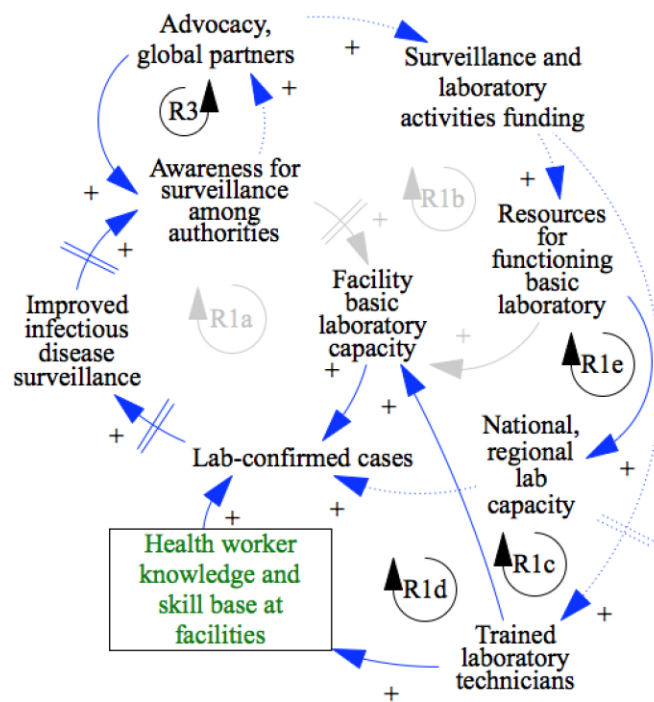 Advocacy,
global partners
+
Surveillance and
laboratory
activities funding
+
R3
Awareness for
surveillance
among
authorities
+
+
+
R1b
+
Resources
for
functioning
basic
laboratory
+
Improved
infectious
disease
surveillance
R1a
Facility
basic
laboratory
capacity
+
R1e
+
+
+
Lab-confirmed cases
National,
regional
lab
capacity
+
+
+
Health worker
knowledge and
skill base at
facilities
R1d
R1c
+
Trained
laboratory
technicians
+